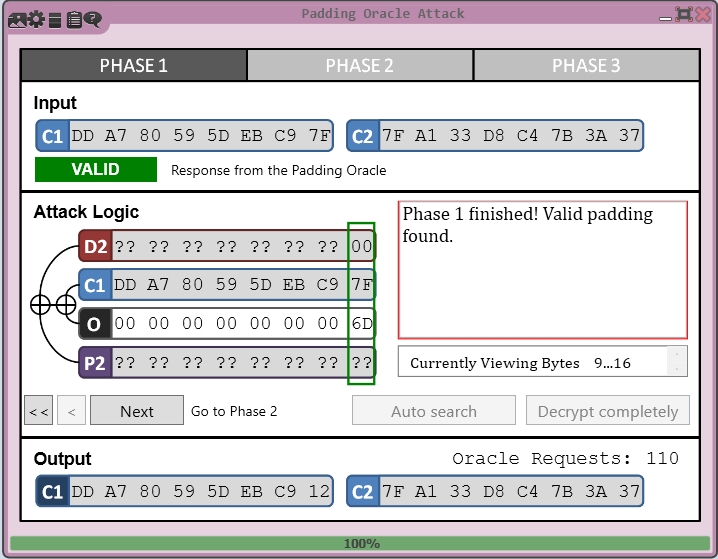 Padding Oracle Attack
PHASE 1 PHASE 2 PHASE 3
Input
C1 DD A7 80 59 5D EB C9 7F C2 7F A1 33 D8 C4 7B 3A 37
VALID Response from the Padding Oracle
Attack Logic
Phase 1 finished! Valid padding
found.
D2 ?? ?? ?? ?? ?? ?? ?? 00
C1 DD A7 80 59 5D EB C9 7F
O 00 00 00 00 00 00 00 6D
P2 ?? ?? ?? ?? ?? ?? ?? ??
Currently Viewing Bytes 9...16
<< < Next Go to Phase 2 Auto search Decrypt completely
Output Oracle Requests: 110
C1 DD A7 80 59 5D EB C9 12 C2 7F A1 33 D8 C4 7B 3A 37
100%